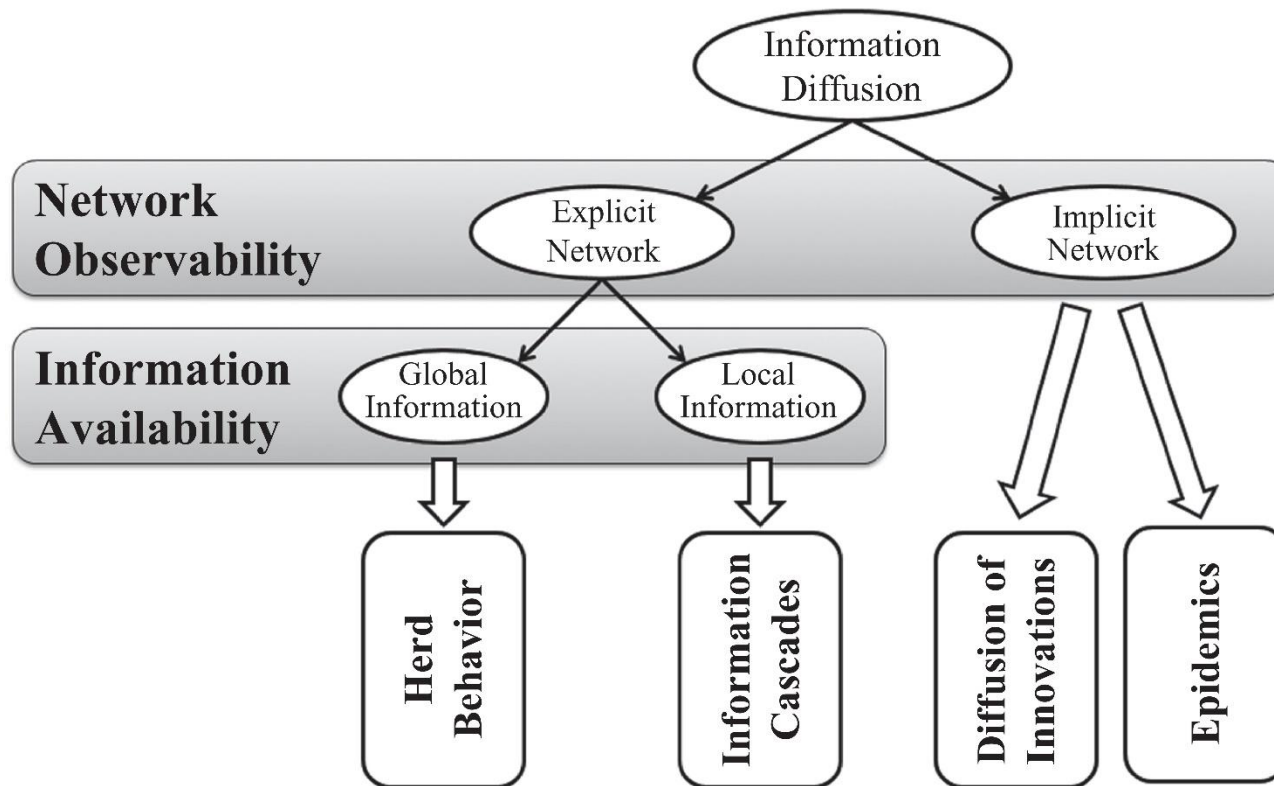 Information
Diffusion
Network
Observability
Explicit
Network
Implicit
Network
Information
Availability
Global
Information
Local
Information
Herd
Behavior
Information
Cascades
Diffusion of
Innovations
Epidemics